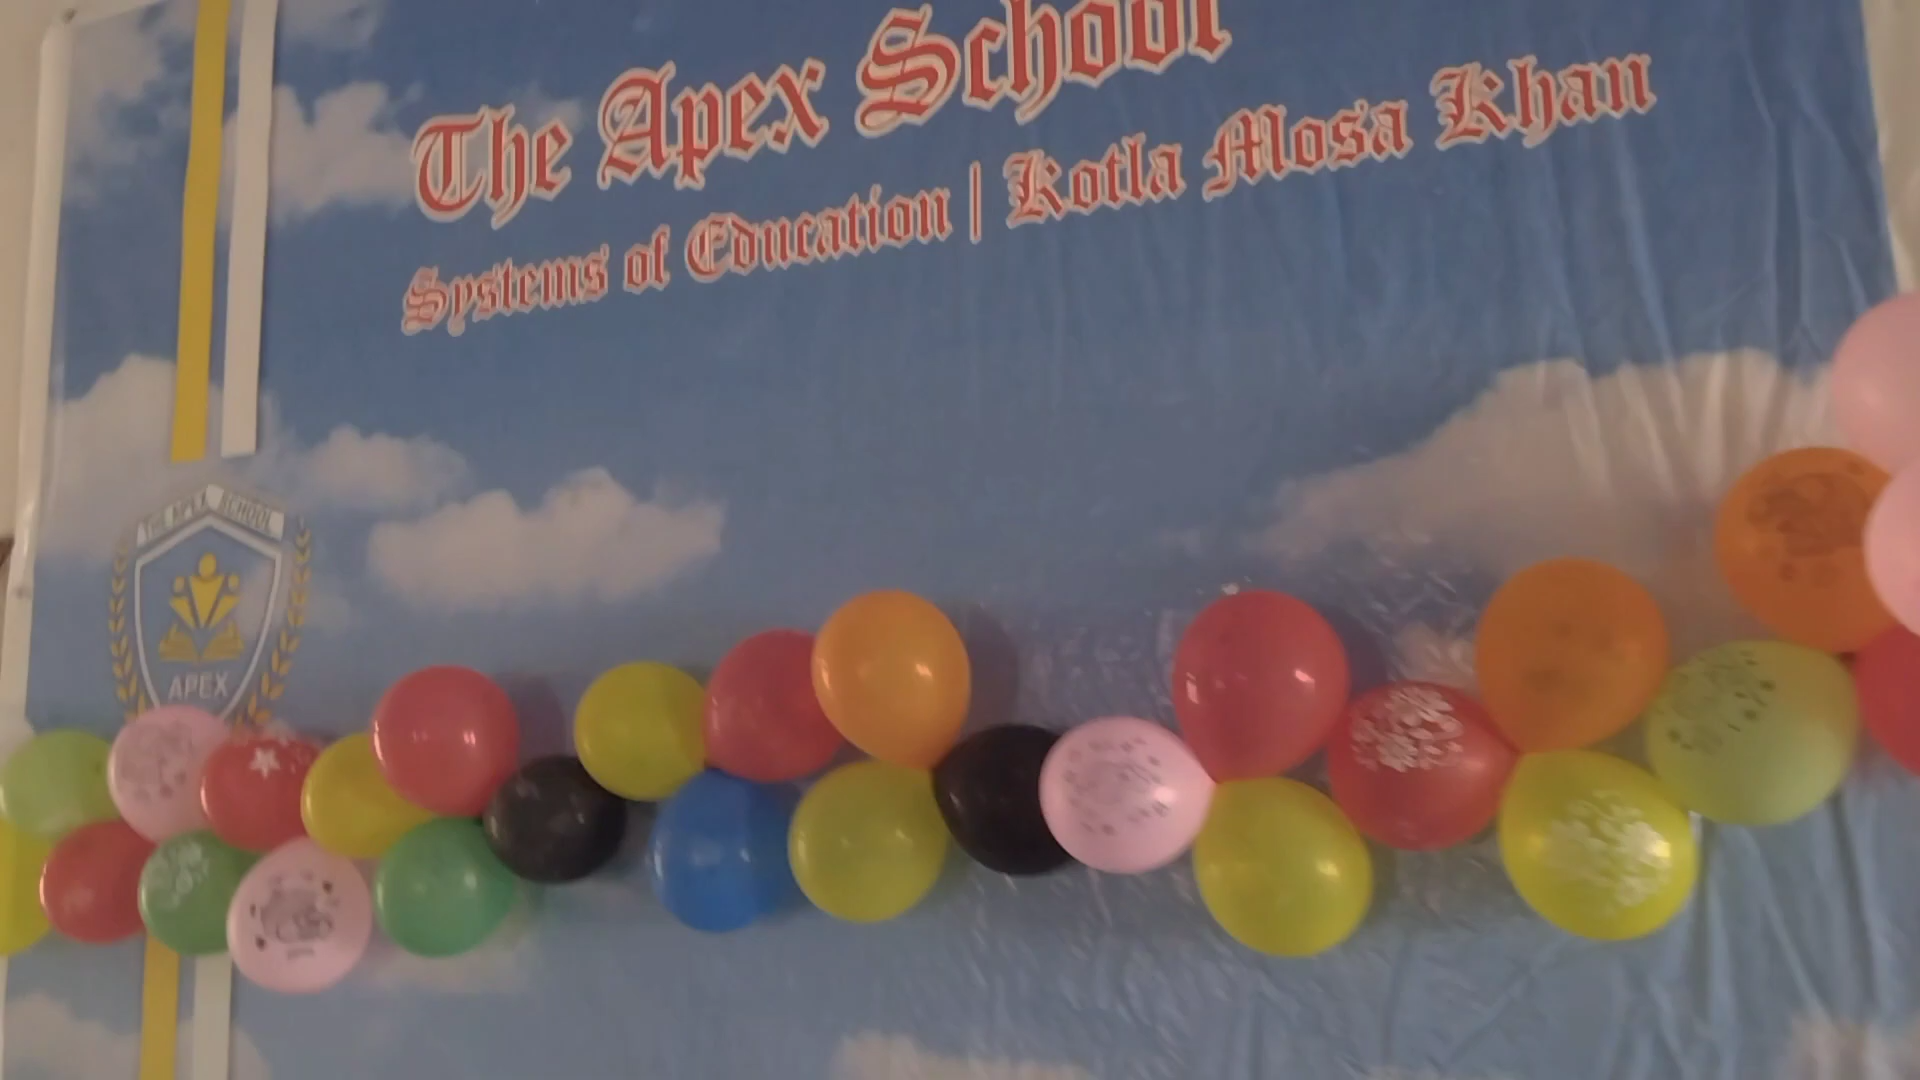 The Apex School
Systems of Education | Kotla Mosa Khan
THE APEX SCHOOL
APEX